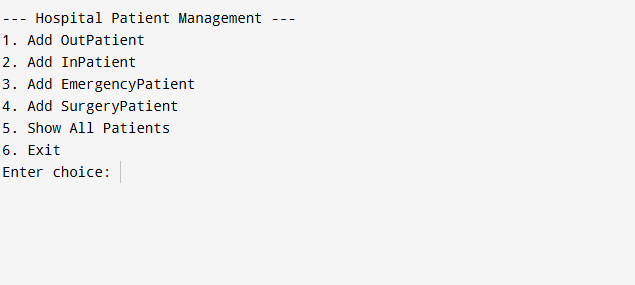 --- Hospital Patient Management ---
1. Add OutPatient
2. Add InPatient
3. Add EmergencyPatient
4. Add SurgeryPatient
5. Show All Patients
6. Exit
Enter choice: